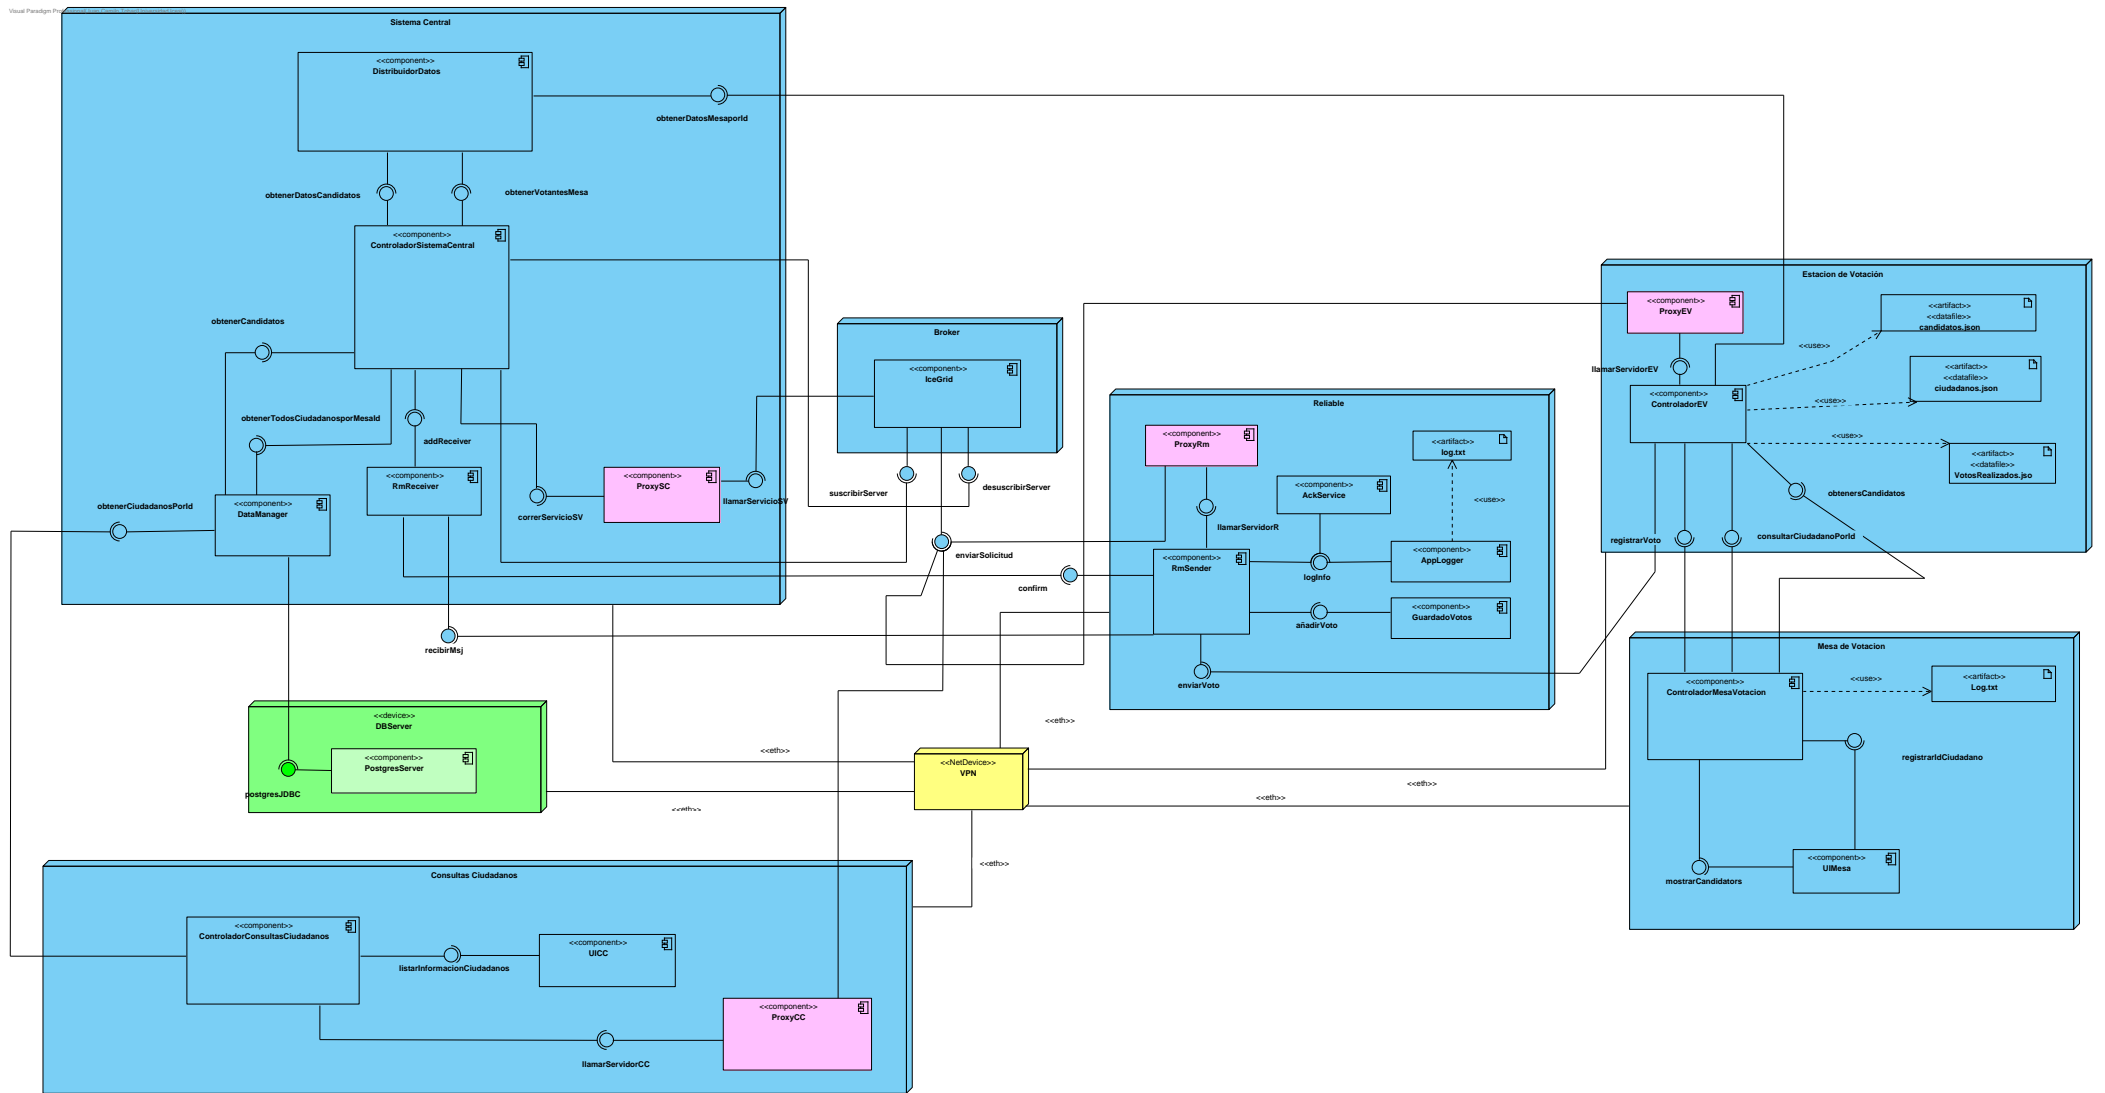 Sistema Central
<<component>>
DistribuidorDatos
obtenerDatosMesaporId
obtenerDatosCandidatos
obtenerVotantesMesa
<<component>>
ControladorSistemaCentral
obtenerCandidatos
obtenerTodosCiudadanosporMesaId
addReceiver
<<component>>
RmReceiver
<<component>>
ProxySC
llamarServicioSV
correrServicioSV
obtenerCiudadanosPorId
<<component>>
DataManager
recibirMsj
Broker
<<component>>
IceGrid
suscribirServer
desuscribirServer
enviarSolicitud
confirm
Reliable
<<component>>
ProxyRm
<<artifact>>
log.txt
<<use>>
<<component>>
AckService
llamarServidorR
<<component>>
RmSender
logInfo
<<component>>
AppLogger
añadirVoto
<<component>>
GuardadoVotos
enviarVoto
Estacion de Votación
<<component>>
ProxyEV
llamarServidorEV
<<component>>
ControladorEV
<<artifact>>
<<datafile>>
candidatos.json
<<use>>
<<artifact>>
<<datafile>>
ciudadanos.json
<<use>>
<<use>>
<<artifact>>
<<datafile>>
VotosRealizados.jso
obtenersCandidatos
registrarVoto
consultarCiudadanoPorId
Mesa de Votacion
<<component>>
ControladorMesaVotacion
<<use>>
<<artifact>>
Log.txt
registrarIdCiudadano
mostrarCandidators
<<component>>
UIMesa
<<device>>
DBServer
<<component>>
PostgresServer
postgresJDBC
<<NetDevice>>
VPN
<<eth>>
<<eth>>
<<eth>>
<<eth>>
<<eth>>
<<eth>>
Consultas Ciudadanos
<<component>>
ControladorConsultasCiudadanos
listarInformacionCiudadanos
<<component>>
UICC
<<component>>
ProxyCC
llamarServidorCC